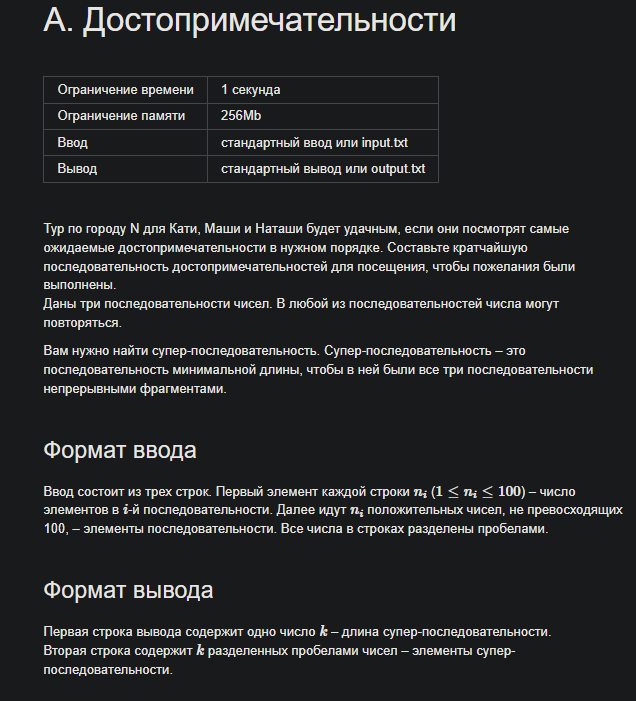 A. Достопримечательности
Ограничение времени 1 секунда
Ограничение памяти 256Mb
Ввод стандартный ввод или input.txt
Вывод стандартный вывод или output.txt
Тур по городу N для Кати, Маши и Наташи будет удачным, если они посмотрят самые
ожидаемые достопримечательности в нужном порядке. Составьте кратчайшую
последовательность достопримечательностей для посещения, чтобы пожелания были
выполнены.
Даны три последовательности чисел. В любой из последовательностей числа могут
повторяться.
Вам нужно найти супер-последовательность. Супер-последовательность – это
последовательность минимальной длины, чтобы в ней были все три последовательности
непрерывными фрагментами.
Формат ввода
Ввод состоит из трех строк. Первый элемент каждой строки nᵢ (1 ≤ nᵢ ≤ 100) – число
элементов в i-й последовательности. Далее идут nᵢ положительных чисел, не превосходящих
100, – элементы последовательности. Все числа в строках разделены пробелами.
Формат вывода
Первая строка вывода содержит одно число k – длина супер-последовательности.
Вторая строка содержит k разделенных пробелами чисел – элементы супер-
последовательности.